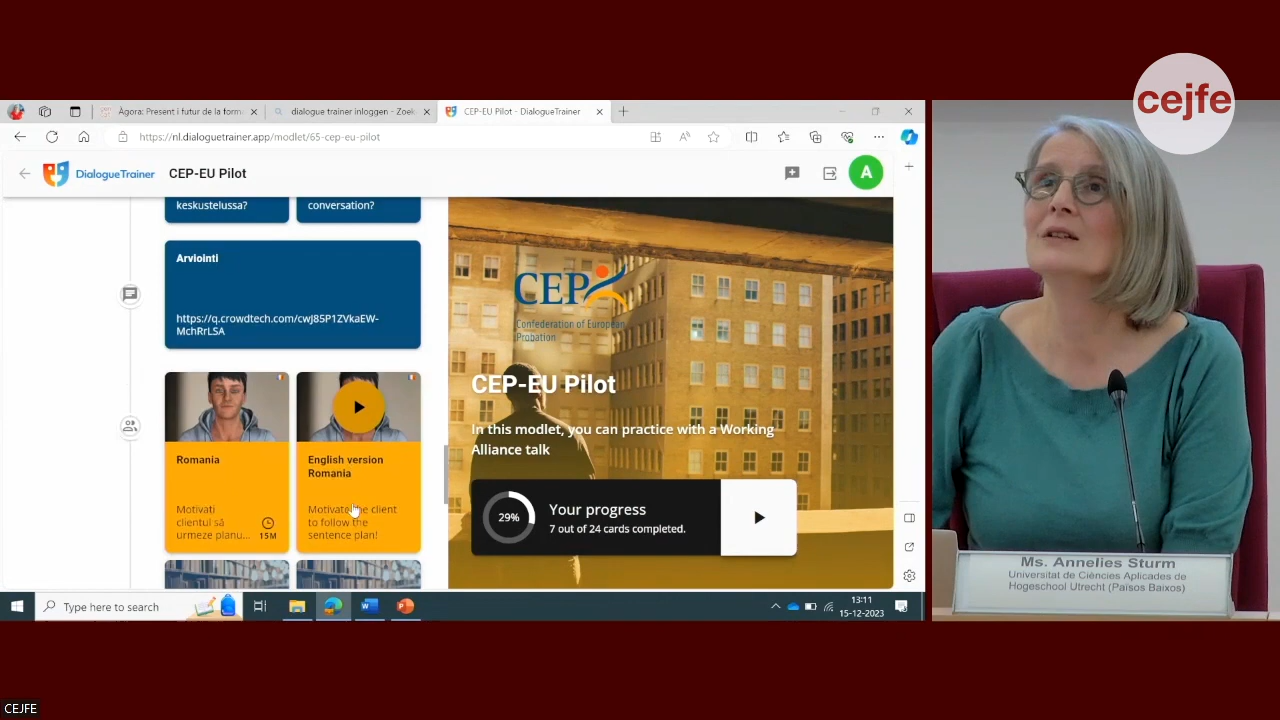 cejfe
Àgora: Present i futur de la form
dialogue trainer inloggen - Zoek
CEP-EU Pilot - DialogueTrainer
https://nl.dialoguetrainer.app/modlet/65-cep-eu-pilot
DialogueTrainer
CEP-EU Pilot
A
keskustelussa?
conversation?
Arviointi
https://q.crowdtech.com/cwJ85P1ZVkaEW-
MchRrLSA
Romania
Motivați
clientul să
urmeze planu...
15M
English version
Romania
Motivate the client
to follow the
sentence plan!
CEP
Confederation of European
Probation
CEP-EU Pilot
In this modlet, you can practice with a Working
Alliance talk
29%
Your progress
7 out of 24 cards completed.
Type here to search
13:11
15-12-2023
Ms. Annelies Sturm
Universitat de Ciències Aplicades de
Hogeschool Utrecht (Països Baixos)
CEJFE